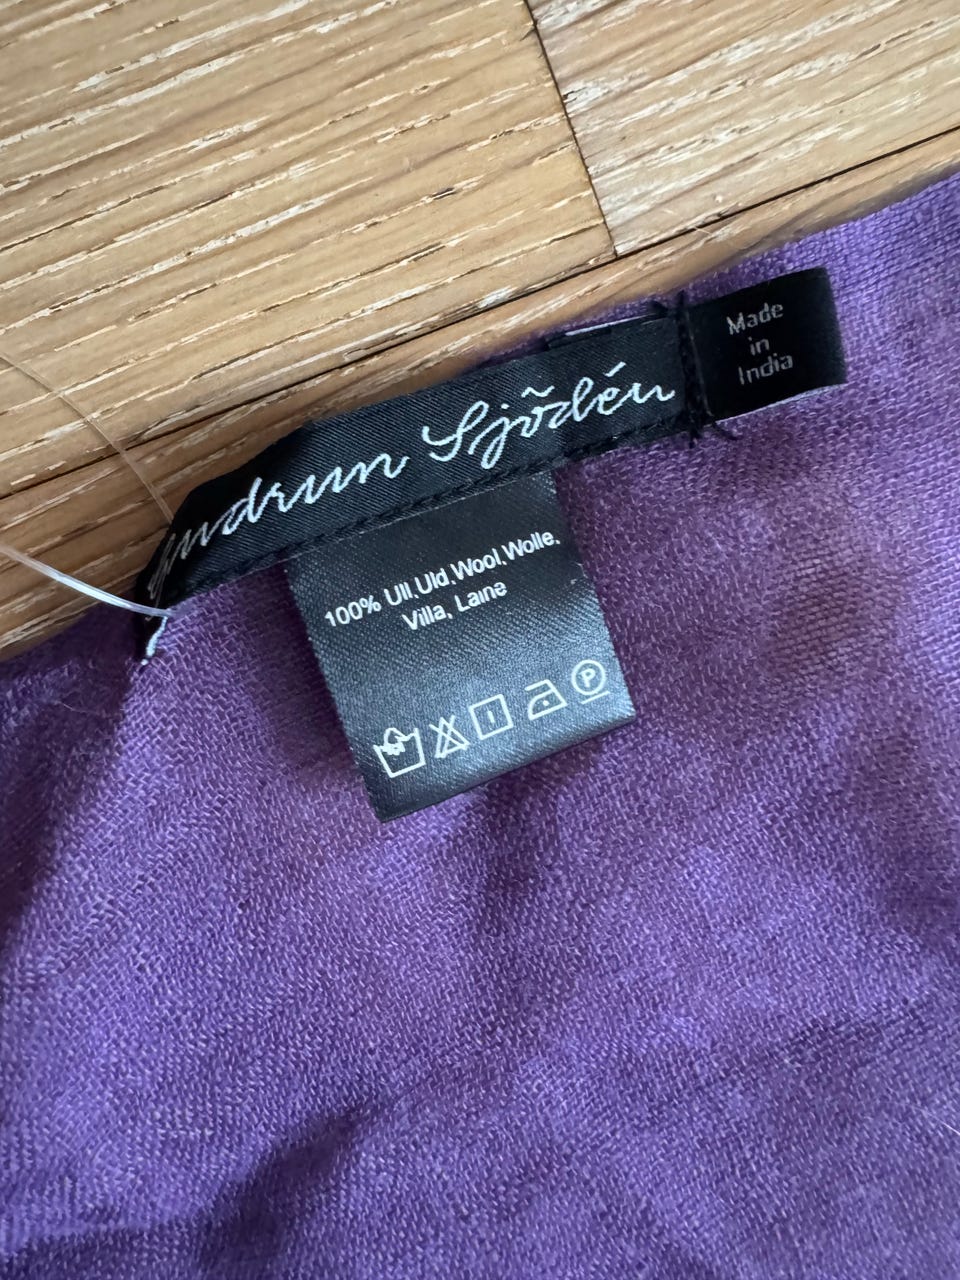 Gudrun Sjödén
Made
in
India
100% Ull,Uld,Wool,Wolle,
Villa, Laine
P